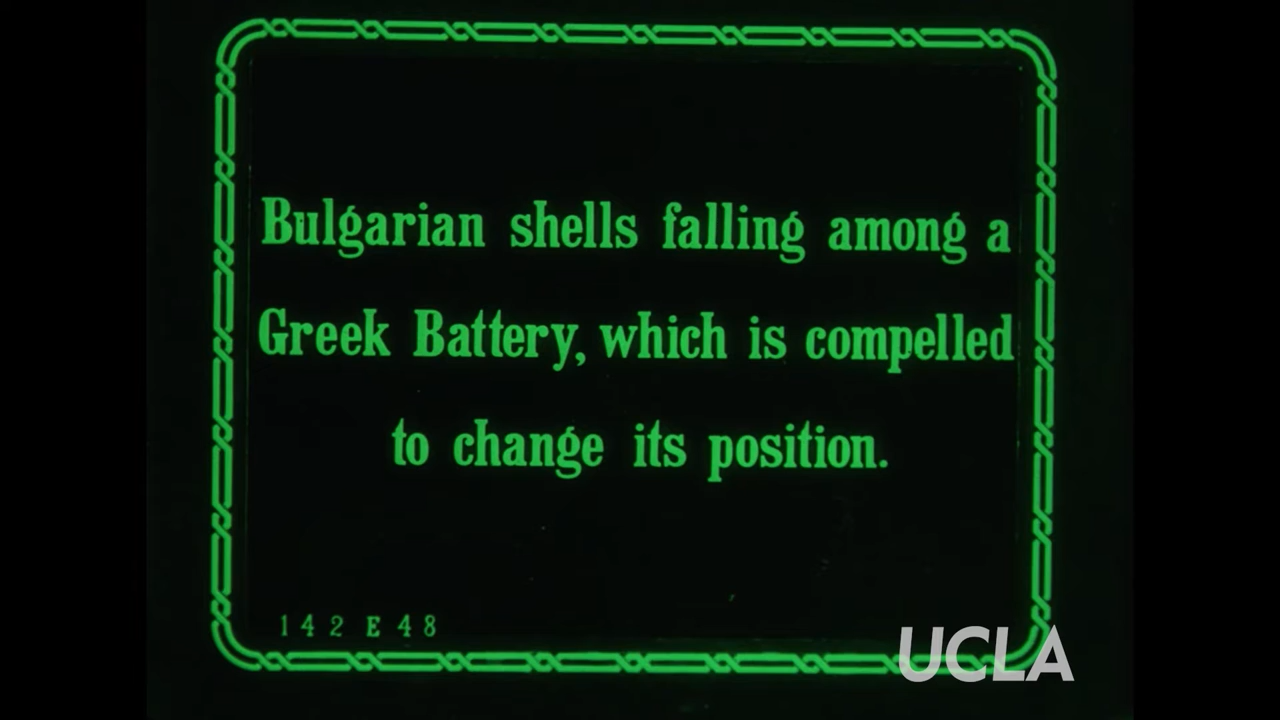 Bulgarian shells falling among a
Greek Battery, which is compelled
to change its position.
142 E 48
UCLA